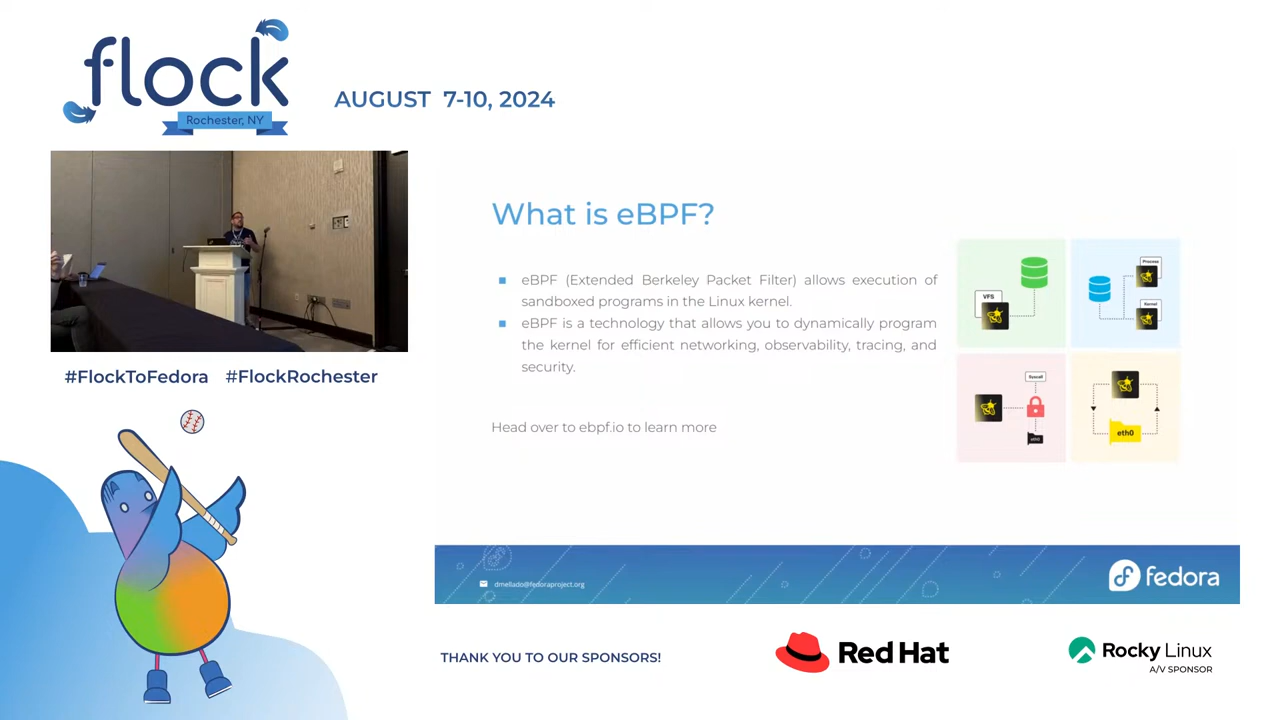 flock
Rochester, NY
AUGUST 7-10, 2024
#FlockToFedora #FlockRochester
What is eBPF?
eBPF (Extended Berkeley Packet Filter) allows execution of
sandboxed programs in the Linux kernel.
eBPF is a technology that allows you to dynamically program
the kernel for efficient networking, observability, tracing, and
security.
Head over to ebpf.io to learn more
VFS
Process
Kernel
Syscall
eth0
eth0
dmellado@fedoraproject.org
fedora
THANK YOU TO OUR SPONSORS!
Red Hat
Rocky Linux
A/V SPONSOR